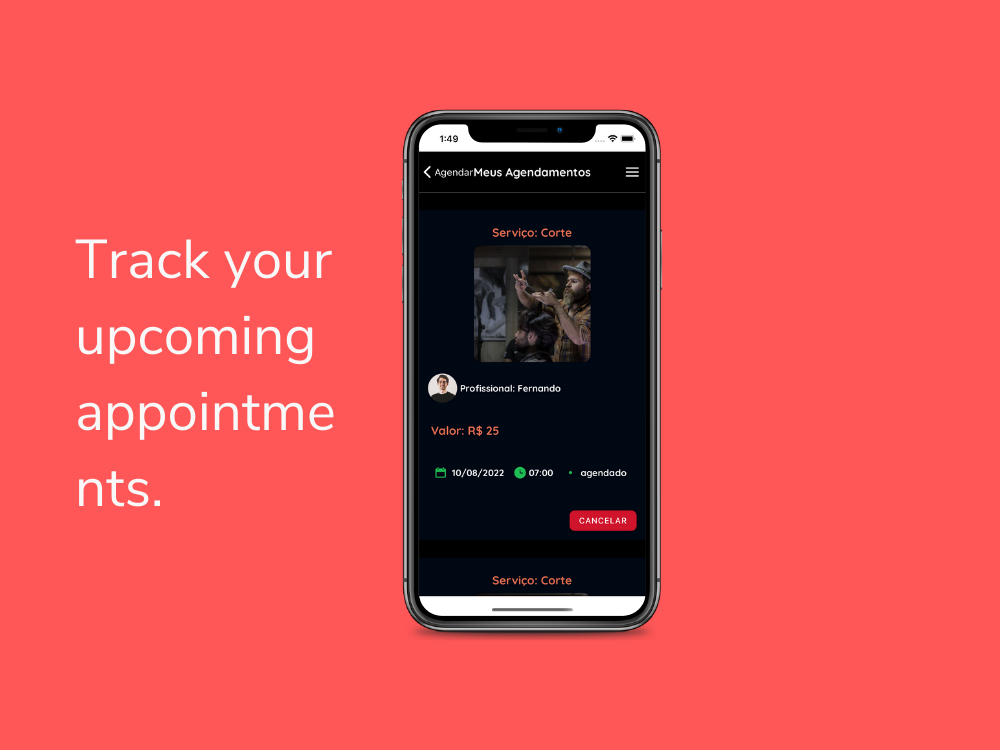 Track your
upcoming
appointme
nts.
1:49
Agendar Meus Agendamentos
Serviço: Corte
Profissional: Fernando
Valor: R$ 25
10/08/2022 07:00 • agendado
CANCELAR
Serviço: Corte